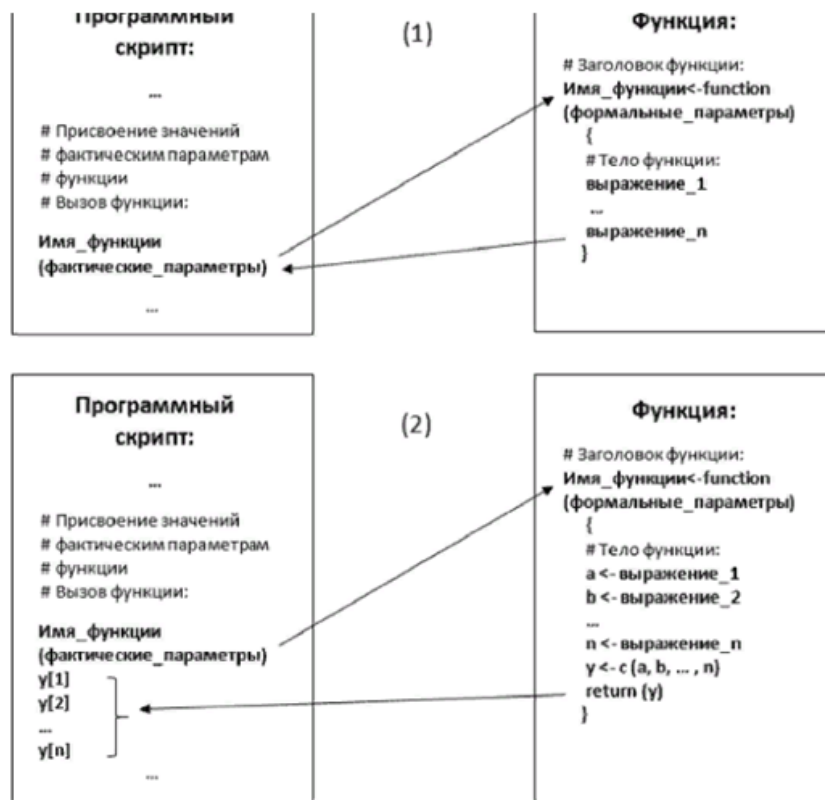 Программный
скрипт:
...
# Присвоение значений
# фактическим параметрам
# функции
# Вызов функции:
Имя_функции
(фактические_параметры)
...
(1)
Функция:
# Заголовок функции:
Имя_функции<-function
(формальные_параметры)
{
# Тело функции:
выражение_1
...
выражение_n
}
Программный
скрипт:
...
# Присвоение значений
# фактическим параметрам
# функции
# Вызов функции:
Имя_функции
(фактические_параметры)
y[1]
y[2]
...
y[n]
...
(2)
Функция:
# Заголовок функции:
Имя_функции<-function
(формальные_параметры)
{
# Тело функции:
a <- выражение_1
b <- выражение_2
...
n <- выражение_n
y <- c (a, b, ... , n)
return (y)
}